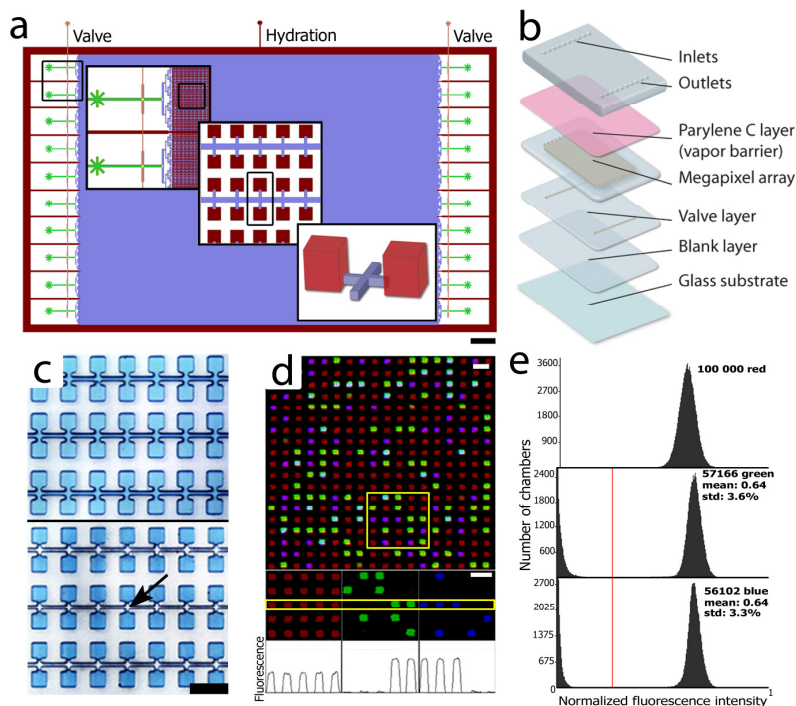 a
Valve
Hydration
Valve
b
Inlets
Outlets
Parylene C layer
(vapor barrier)
Megapixel array
Valve layer
Blank layer
Glass substrate
c
d
Fluorescence
e
Number of chambers
3600
2700
1800
900
100 000 red
2400
1800
1200
600
57166 green
mean: 0.64
std: 3.6%
2700
2025
1375
675
0
56102 blue
mean: 0.64
std: 3.3%
1
Normalized fluorescence intensity